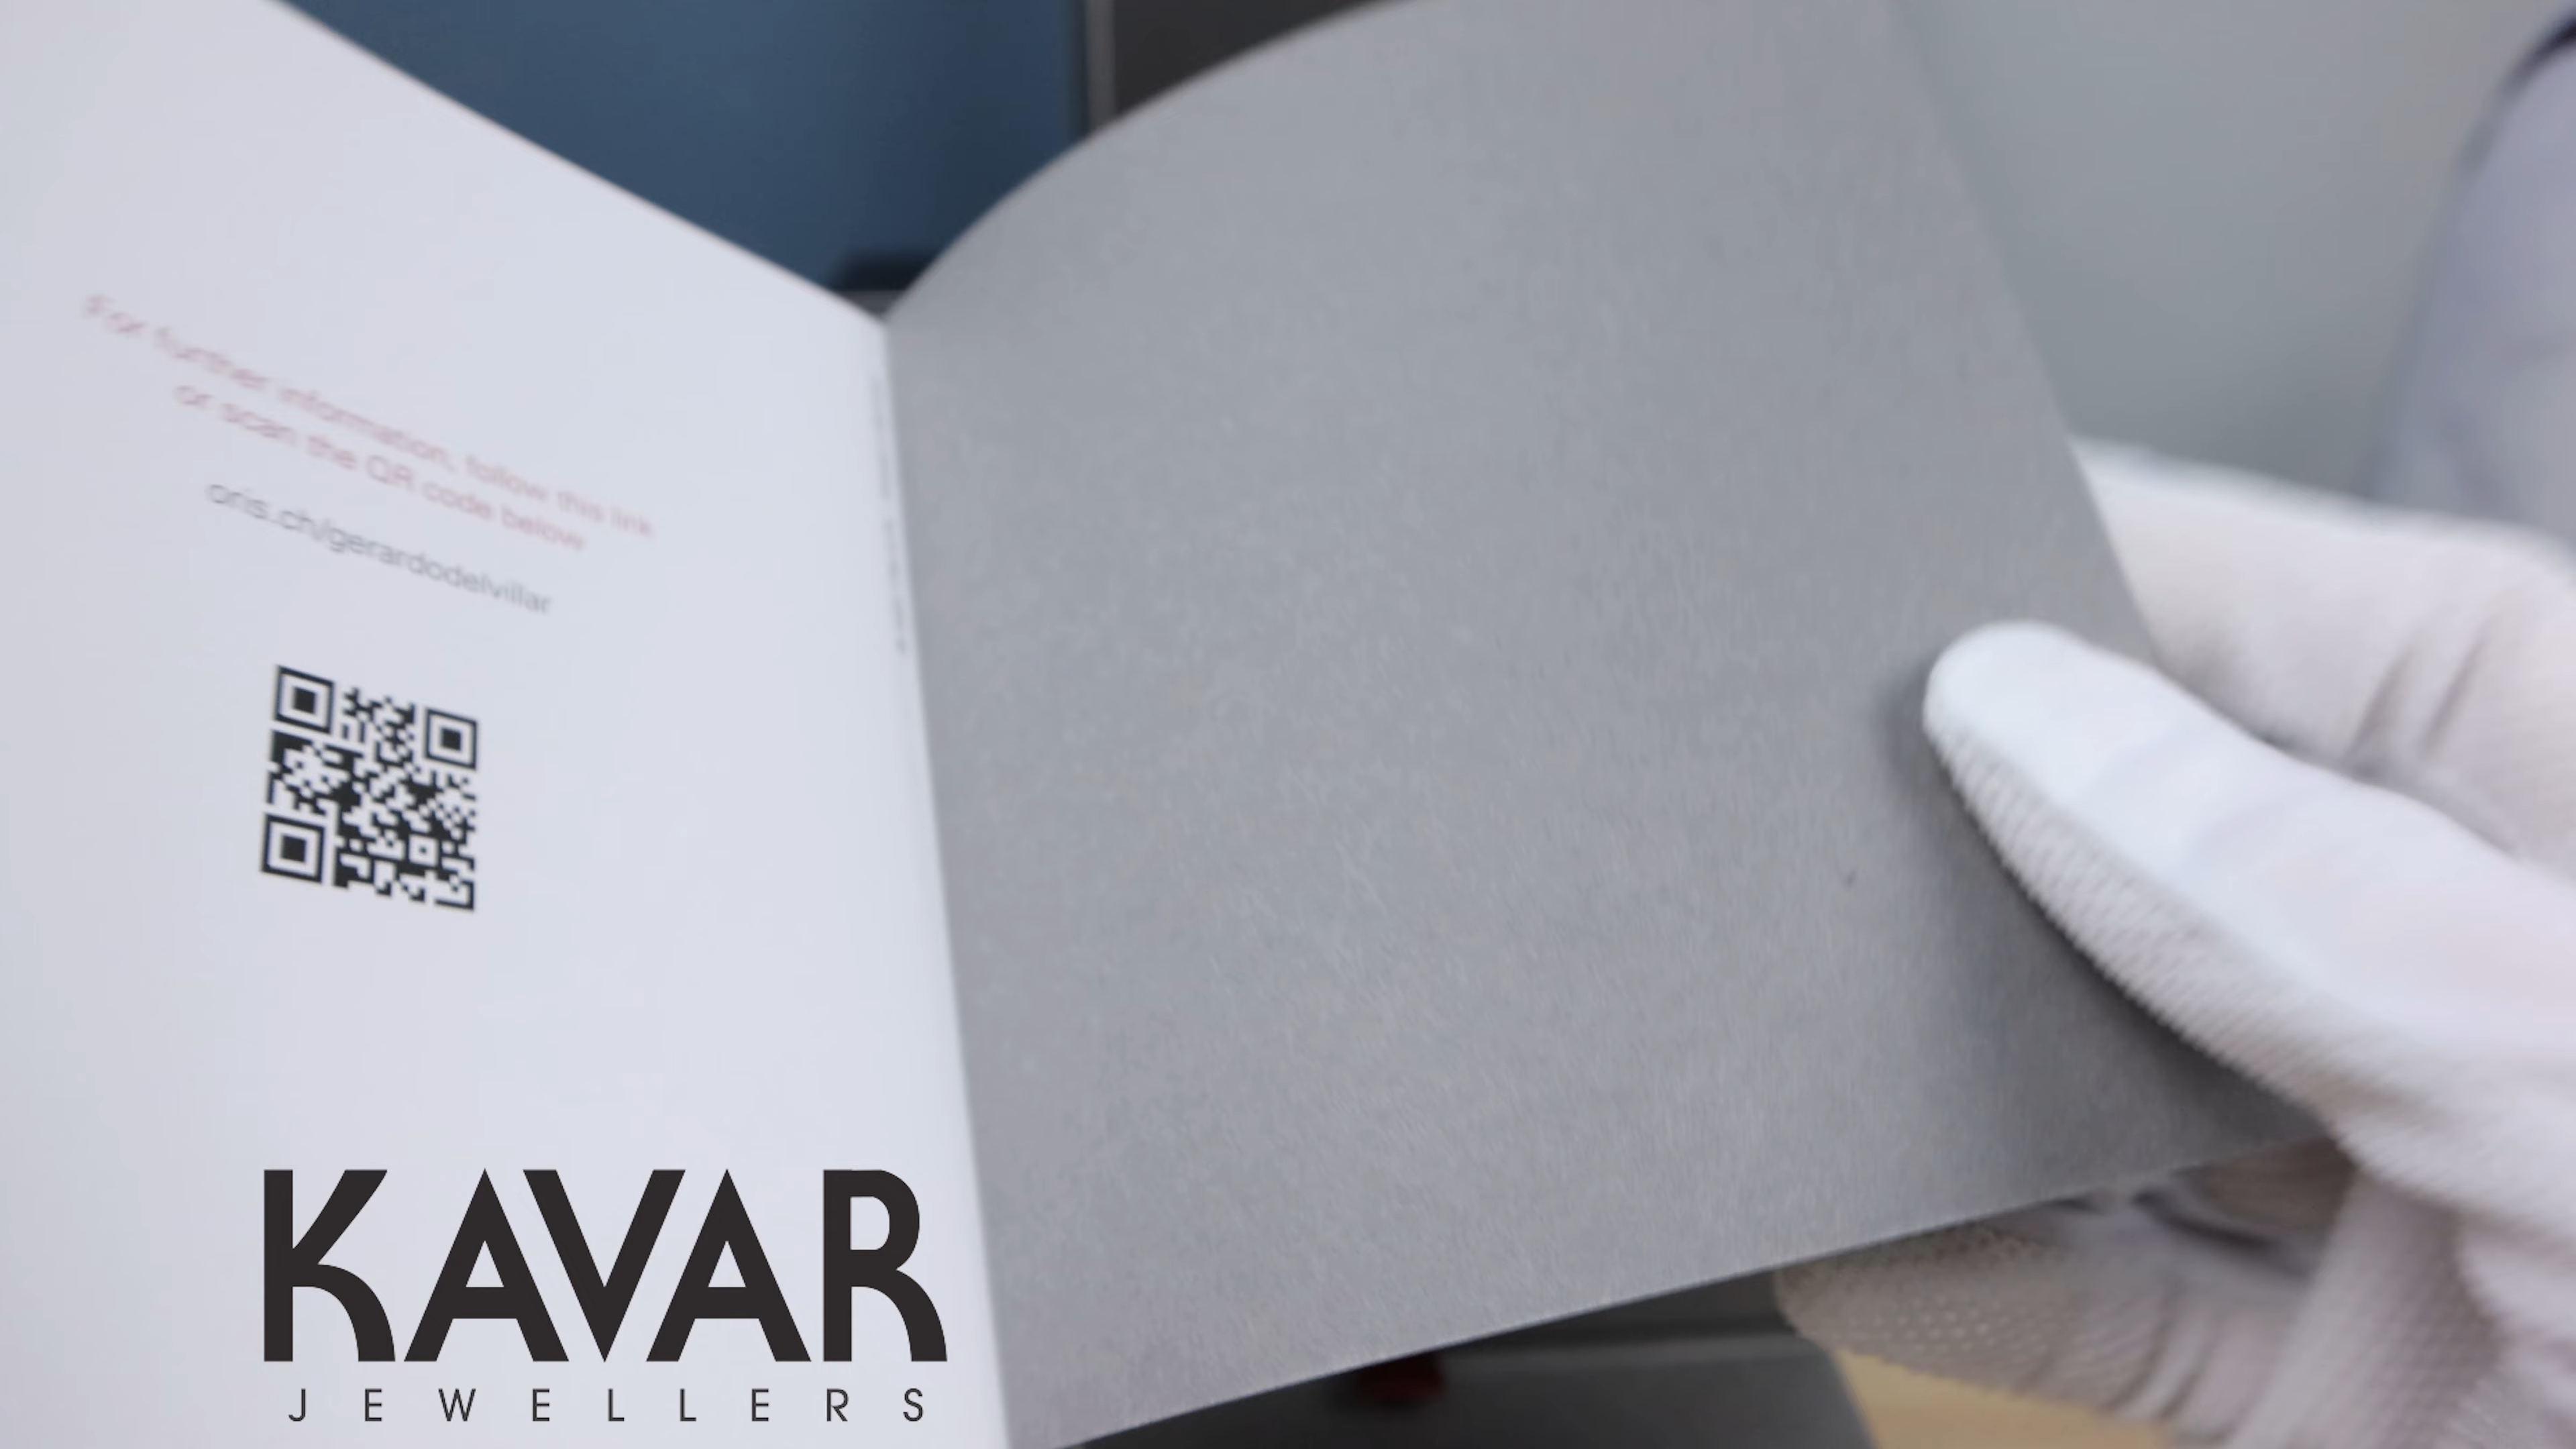 For further information, follow this link
or scan the QR code below
oris.ch/gerardodelvillar
KAVAR
JEWELLERS